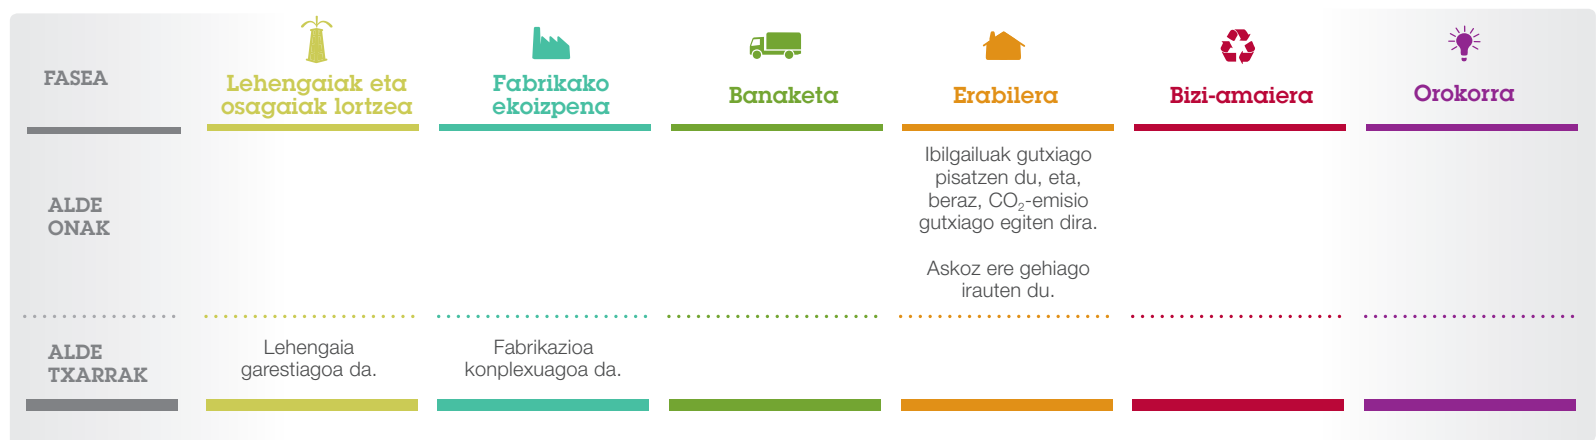 FASEA
Lehengaiak eta
osagaiak lortzea
Fabrikako
ekoizpena
Banaketa
Erabilera
Bizi-amaiera
Orokorra
ALDE
ONAK
Ibilgailuak gutxiago
pisatzen du, eta,
beraz, CO₂-emisio
gutxiago egiten dira.
Askoz ere gehiago
irauten du.
ALDE
TXARRAK
Lehengaia
garestiagoa da.
Fabrikazioa
konplexuagoa da.